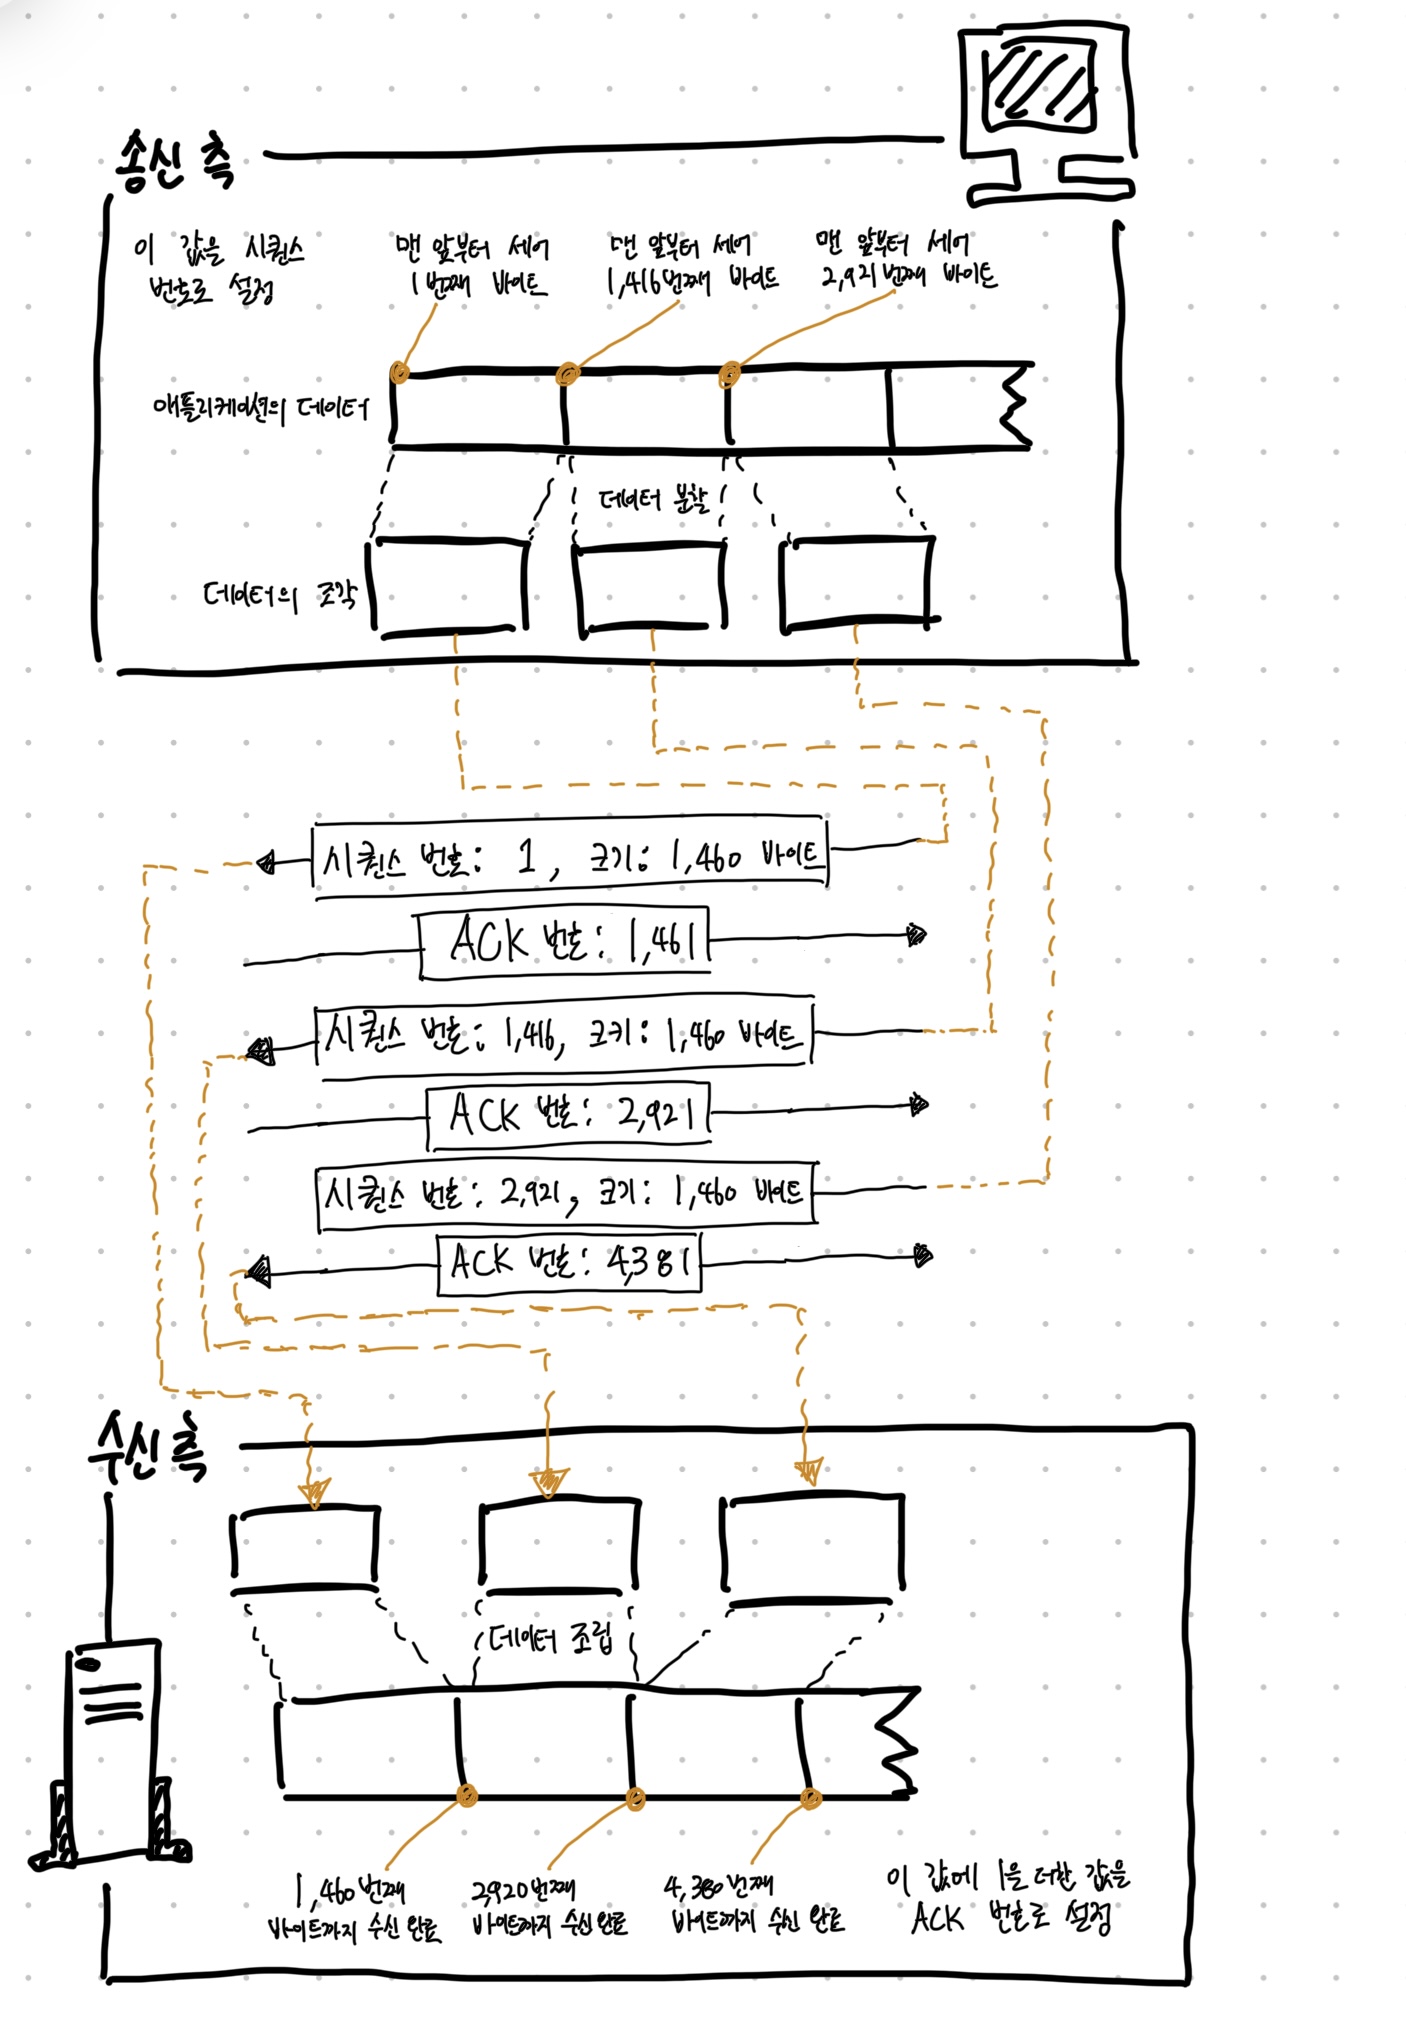 송신 측
이 값을 시퀀스
번호로 설정
맨 앞부터 세어
1번째 바이트
맨 앞부터 세어
1,416번째 바이트
맨 앞부터 세어
2,921번째 바이트
애플리케이션의 데이터
데이터 분할
데이터의 조각
시퀀스 번호: 1, 크기: 1,460 바이트
ACK 번호: 1,461
시퀀스 번호: 1,416, 크기: 1,460 바이트
ACK 번호: 2,921
시퀀스 번호: 2,921, 크기: 1,460 바이트
ACK 번호: 4,381
수신 측
데이터 조립
1,460번째
바이트까지 수신 완료
2,920번째
바이트까지 수신 완료
4,380번째
바이트까지 수신 완료
이 값에 1을 더한 값을
ACK 번호로 설정